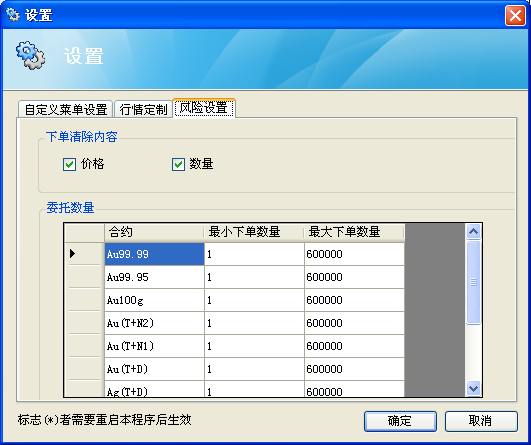 设置
设置
自定义菜单设置 行情定制 风险设置
下单清除内容
价格 数量
委托数量
合约 最小下单数量 最大下单数量
Au99.99 1 600000
Au99.95 1 600000
Au100g 1 600000
Au(T+N2) 1 600000
Au(T+N1) 1 600000
Au(T+D) 1 600000
Ag(T+D) 1 600000
标志(*)者需要重启本程序后生效 确定 取消